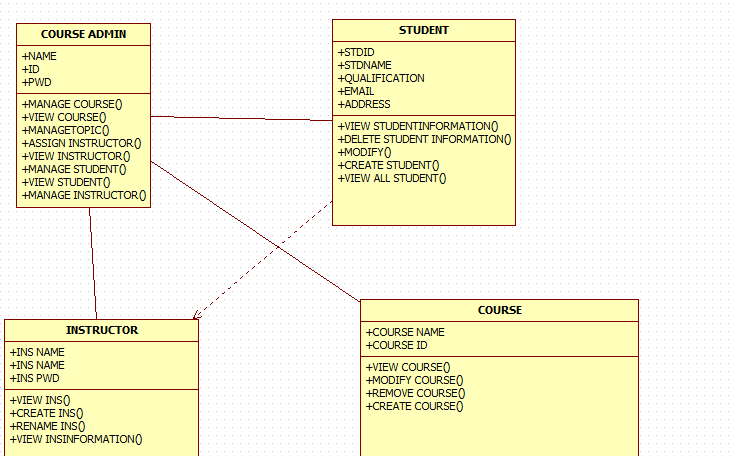 COURSE ADMIN
+NAME
+ID
+PWD
+MANAGE COURSE()
+VIEW COURSE()
+MANAGETOPIC()
+ASSIGN INSTRUCTOR()
+VIEW INSTRUCTOR()
+MANAGE STUDENT()
+VIEW STUDENT()
+MANAGE INSTRUCTOR()
STUDENT
+STDID
+STDNAME
+QUALIFICATION
+EMAIL
+ADDRESS
+VIEW STUDENTINFORMATION()
+DELETE STUDENT INFORMATION()
+MODIFY()
+CREATE STUDENT()
+VIEW ALL STUDENT()
INSTRUCTOR
+INS NAME
+INS NAME
+INS PWD
+VIEW INS()
+CREATE INS()
+RENAME INS()
+VIEW INSINFORMATION()
COURSE
+COURSE NAME
+COURSE ID
+VIEW COURSE()
+MODIFY COURSE()
+REMOVE COURSE()
+CREATE COURSE()